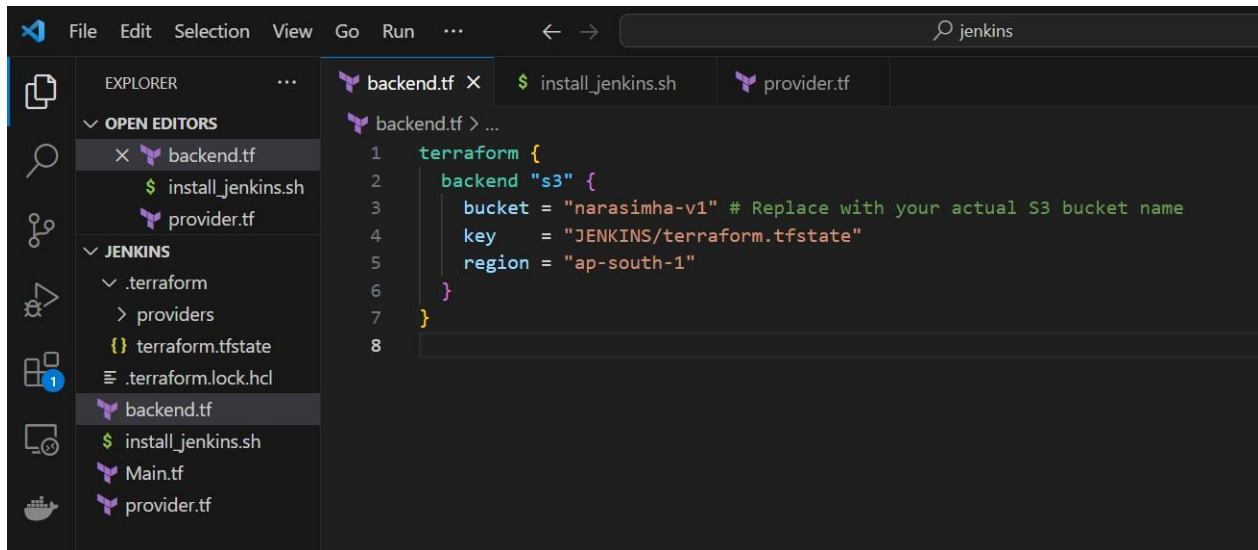 File Edit Selection View Go Run ··· ← → jenkins
EXPLORER ···
OPEN EDITORS
backend.tf
$ install_jenkins.sh
provider.tf
JENKINS
.terraform
providers
{} terraform.tfstate
.terraform.lock.hcl
backend.tf
$ install_jenkins.sh
Main.tf
provider.tf
1
backend.tf × $ install_jenkins.sh provider.tf
backend.tf > ...
1 terraform {
2 backend "s3" {
3 bucket = "narasimha-v1" # Replace with your actual S3 bucket name
4 key    = "JENKINS/terraform.tfstate"
5 region = "ap-south-1"
6 }
7 }
8